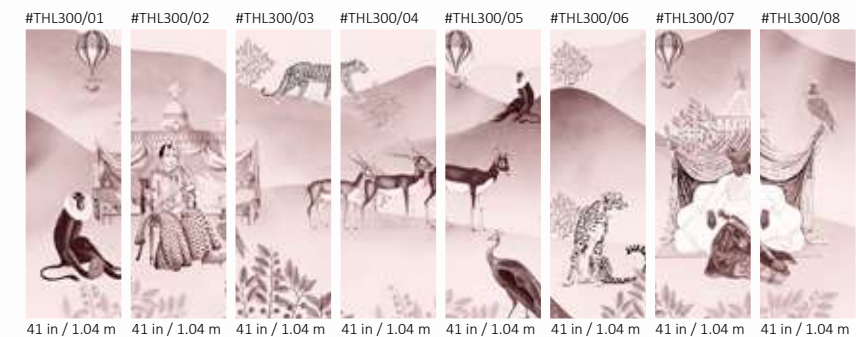 #THL300/01 #THL300/02 #THL300/03 #THL300/04 #THL300/05 #THL300/06 #THL300/07 #THL300/08
41 in / 1.04 m 41 in / 1.04 m 41 in / 1.04 m 41 in / 1.04 m 41 in / 1.04 m 41 in / 1.04 m 41 in / 1.04 m 41 in / 1.04 m